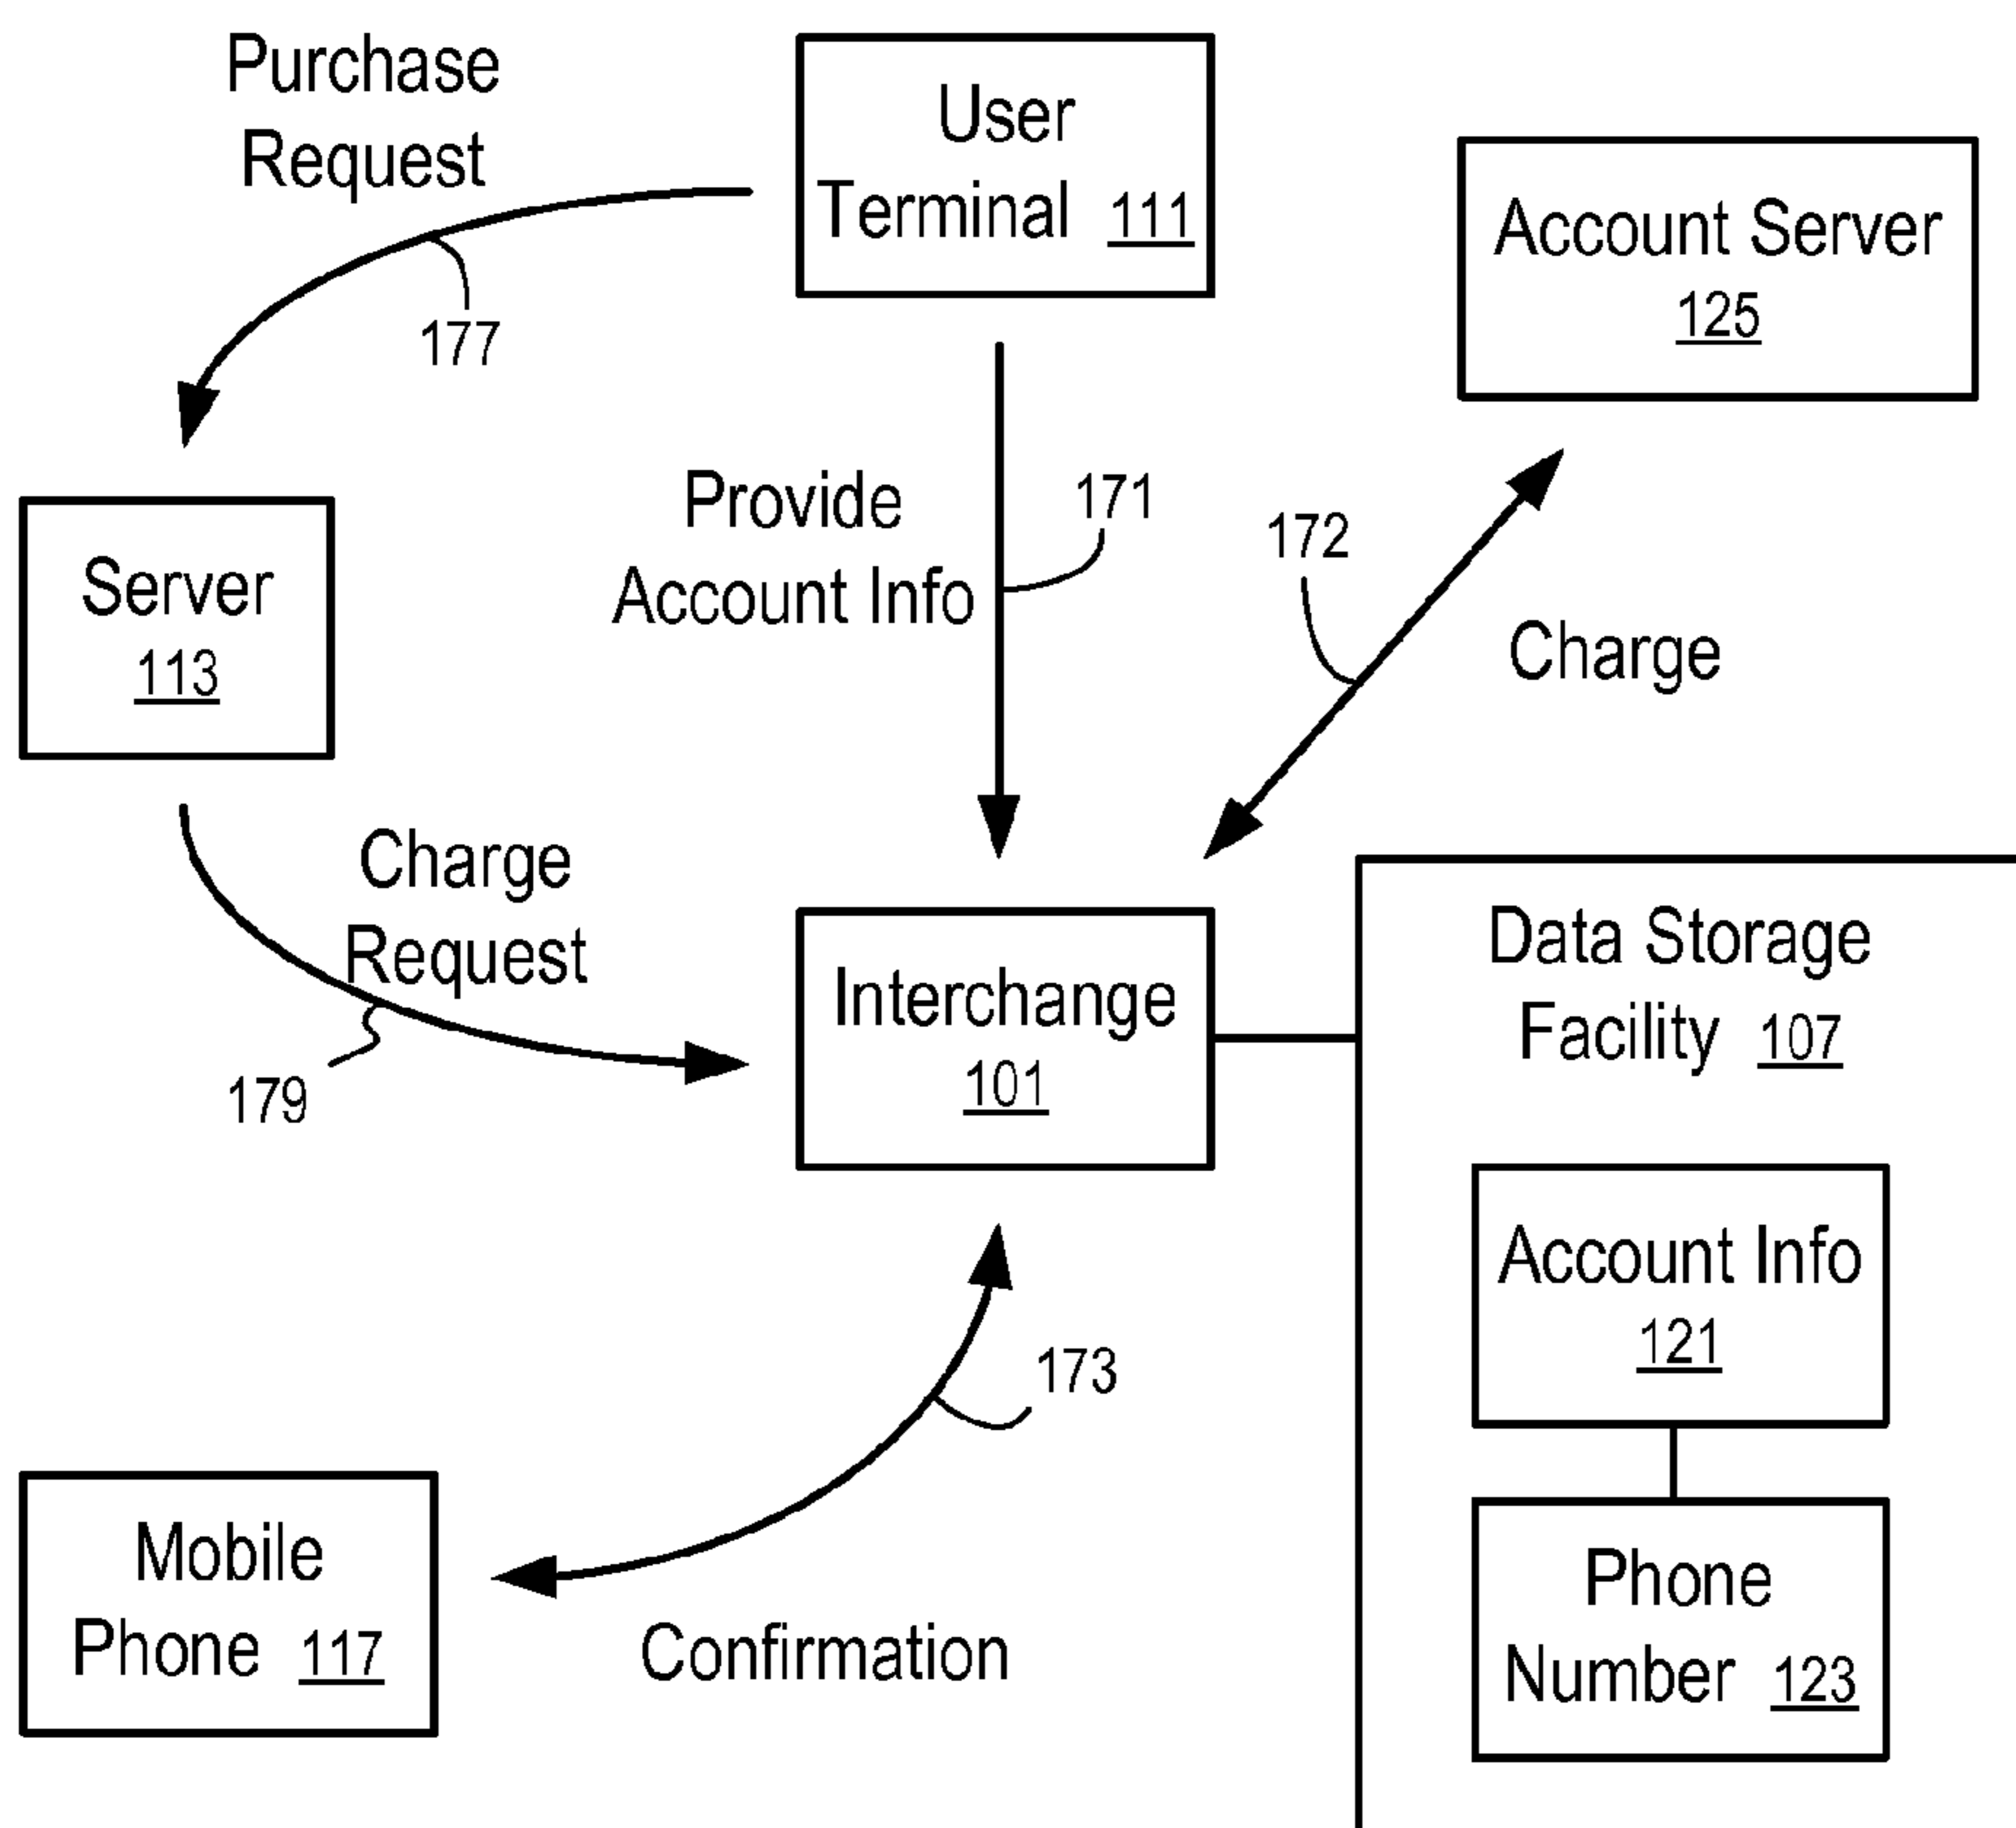 Purchase
Request
177
User
Terminal 111
Account Server
125
Server
113
Provide
Account Info
171
172
Charge
Charge
Request
179
Interchange
101
Data Storage
Facility 107
Account Info
121
Phone
Number 123
173
Mobile
Phone 117
Confirmation